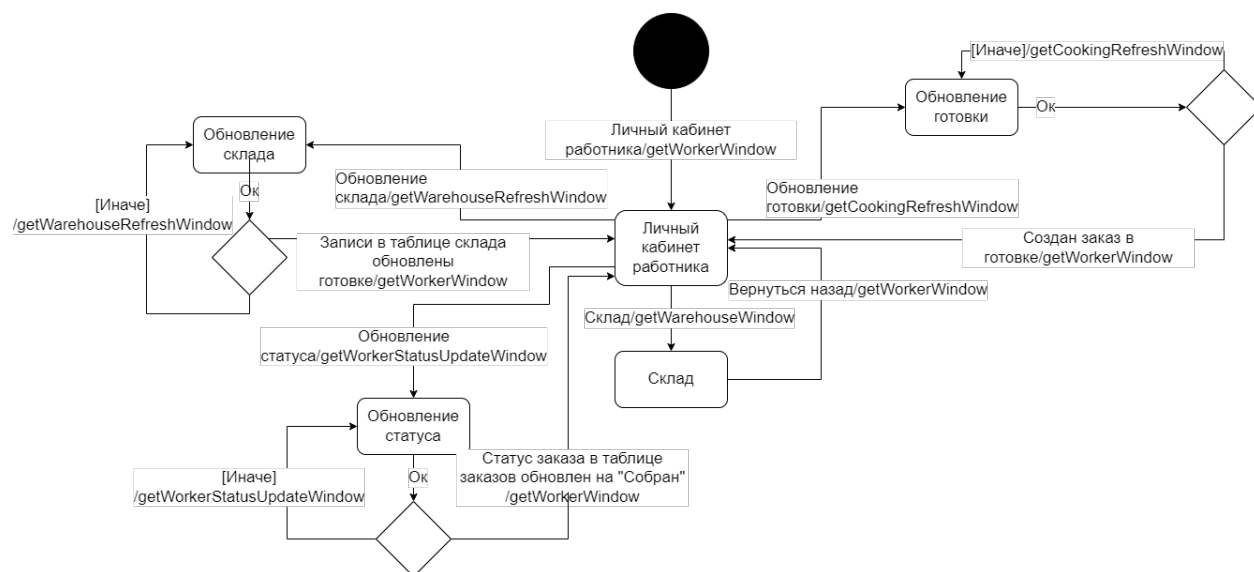 [Иначе]/getCookingRefreshWindow
Обновление
готовки
Ок
Личный кабинет
работника/getWorkerWindow
Обновление
склада
Ок
Обновление
склада/getWarehouseRefreshWindow
Обновление
готовки/getCookingRefreshWindow
[Иначе]
/getWarehouseRefreshWindow
Личный
кабинет
работника
Записи в таблице склада
обновлены
готовке/getWorkerWindow
Создан заказ в
готовке/getWorkerWindow
Вернуться назад/getWorkerWindow
Склад/getWarehouseWindow
Обновление
статуса/getWorkerStatusUpdateWindow
Склад
Обновление
статуса
[Иначе]
/getWorkerStatusUpdateWindow
Ок
Статус заказа в таблице
заказов обновлен на "Собран"
/getWorkerWindow